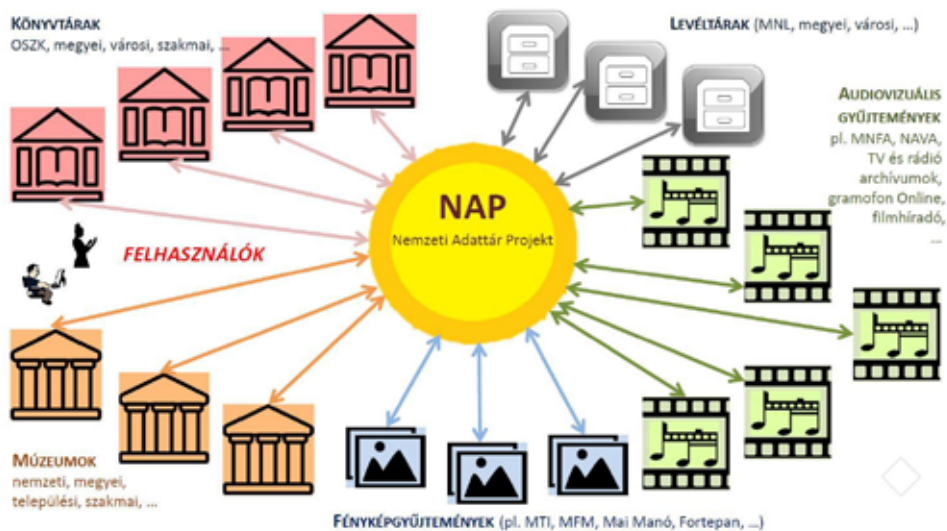 KÖNYVTÁRAK
OSZK, megyei, városi, szakmai, ...
LEVÉLTÁRAK (MNL, megyei, városi, ...)
AUDIOVIZUÁLIS
GYŰJTEMÉNYEK
pl. MNFA, NAVA,
TV és rádió
archívumok,
gramofon Online,
filmhíradó,
...
NAP
Nemzeti Adattár Projekt
FELHASZNÁLÓK
MÚZEUMOK
nemzeti, megyei,
települési, szakmai, ...
FÉNYKÉPGYŰJTEMÉNYEK (pl. MTI, MFM, Mai Manó, Fortepan, ...)